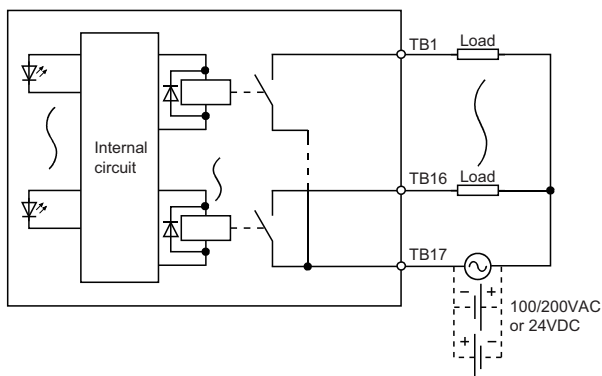 TB1
Load
Internal
circuit
TB16
Load
TB17
− +
100/200VAC
or 24VDC
+ −